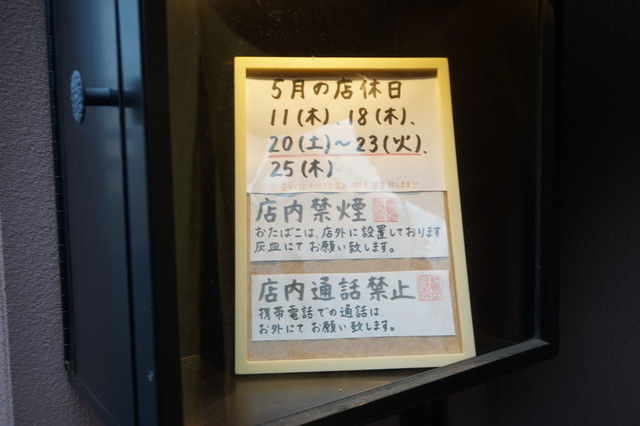 5月の店休日
11(木)、18(木)、
20(土)～23(火)、
25(木)
店内禁煙
おたばこは、店外に設置しております
灰皿にてお願い致します。
店内通話禁止
携帯電話での通話は、
お外にてお願い致します。